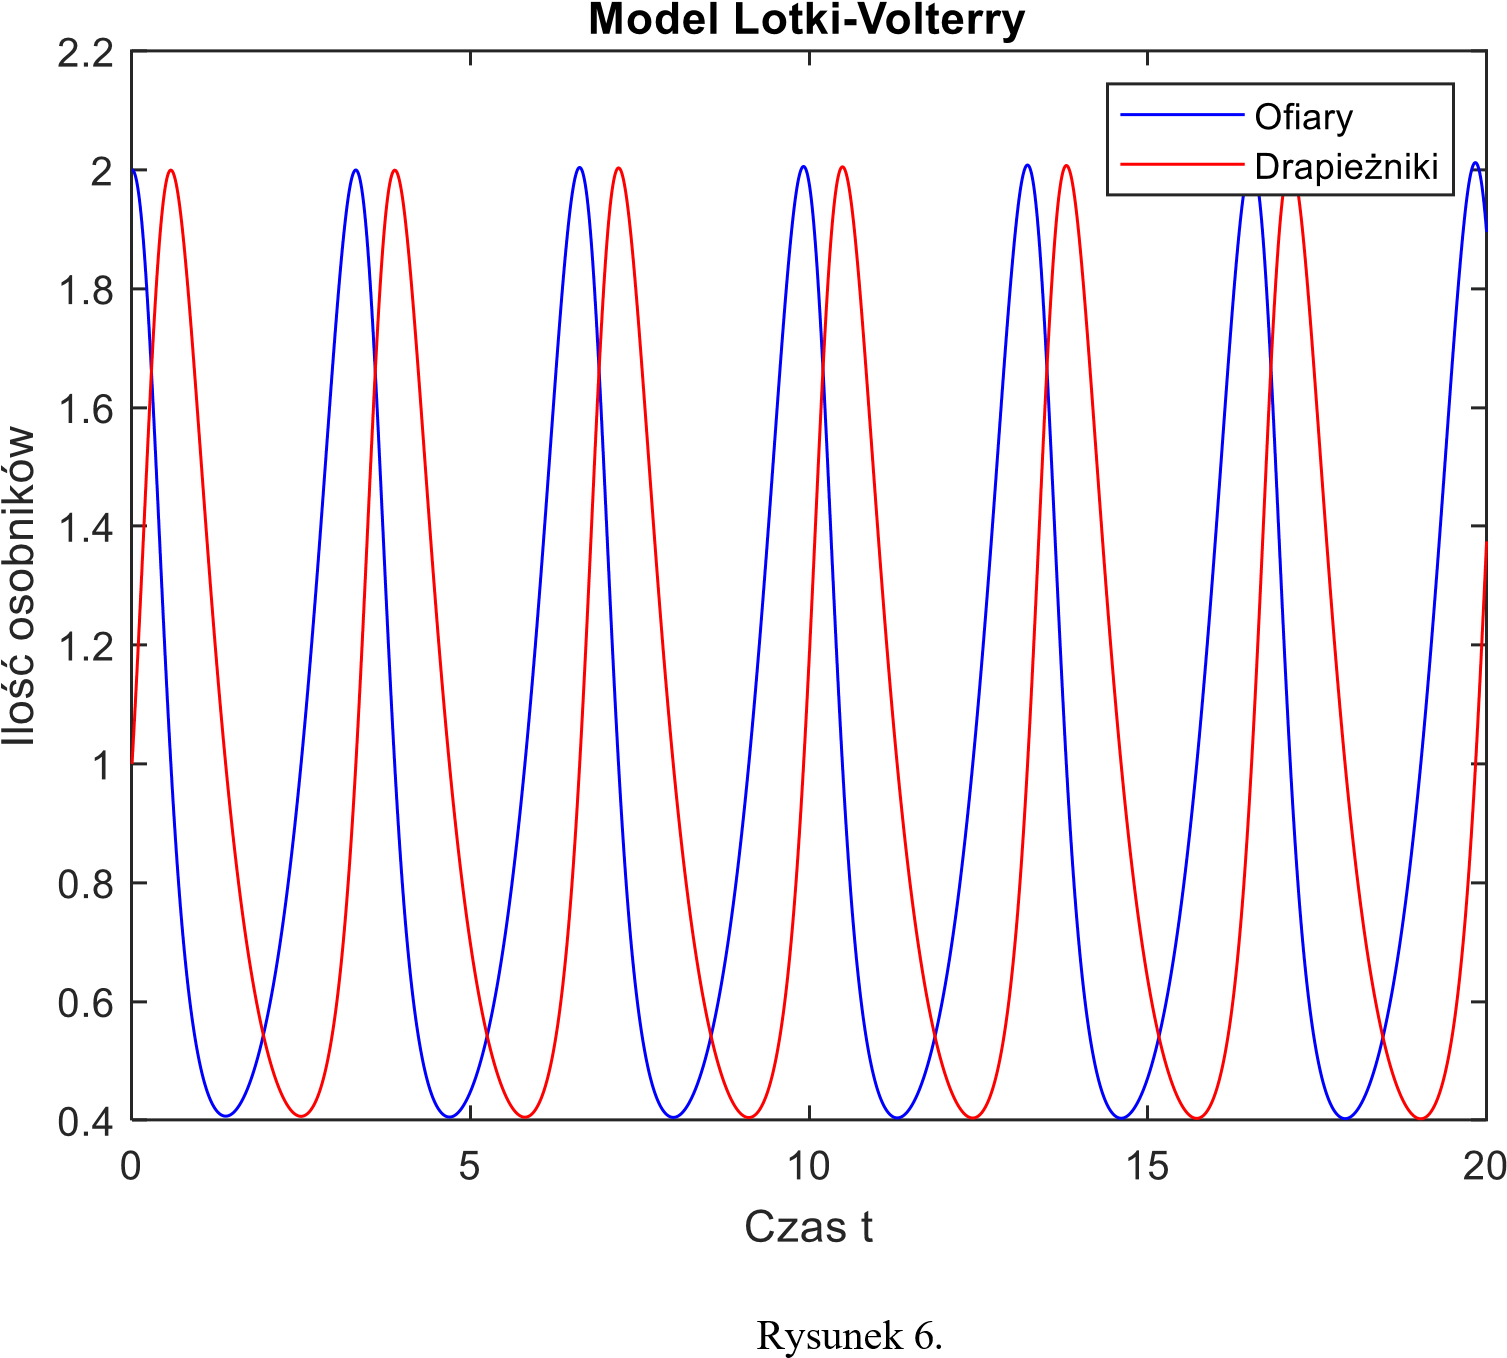 Model Lotki-Volterry
2.2
2
1.8
1.6
1.4
1.2
1
0.8
0.6
0.4
Ilość osobników
Ofiary
Drapieżniki
0 5 10 15 20
Czas t
Rysunek 6.